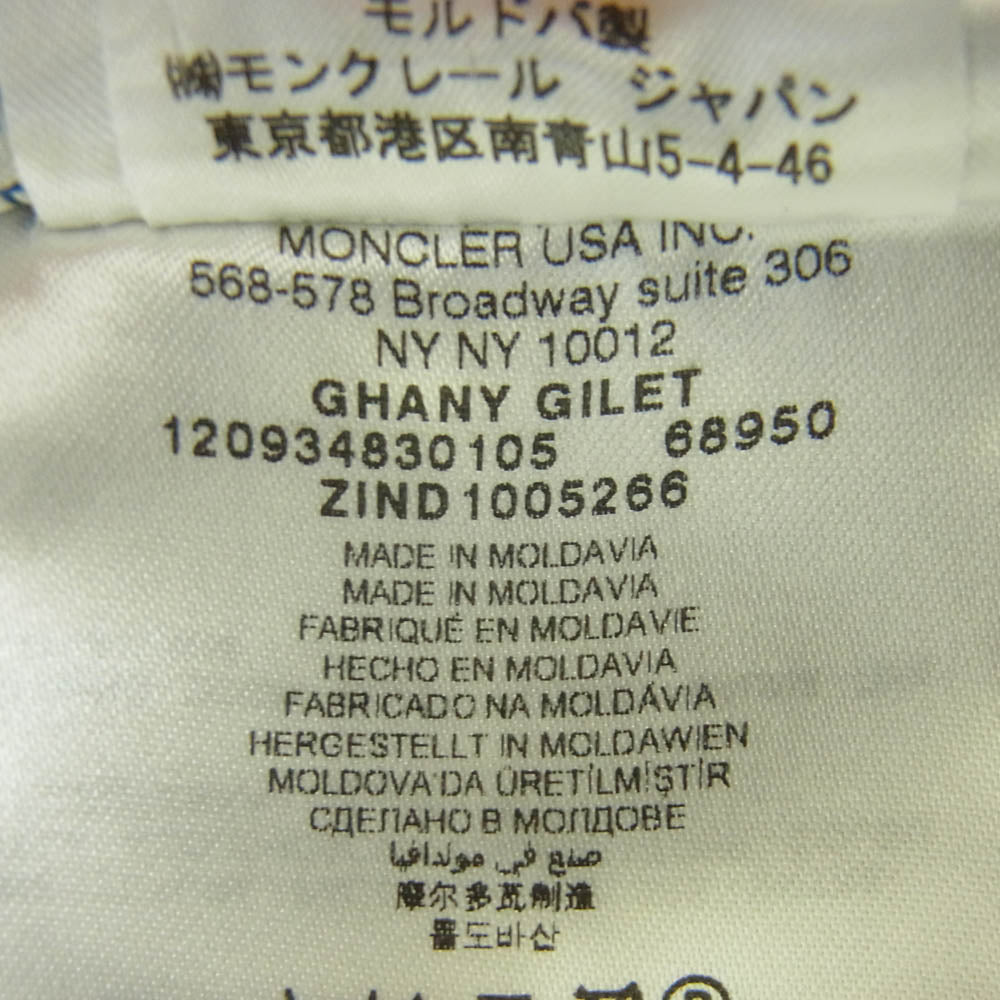 モルドバ製
㈱モンクレール ジャパン
東京都港区南青山5-4-46
MONCLER USA INC.
568-578 Broadway suite 306
NY NY 10012
GHANY GILET
120934830105 68950
ZIND1005266
MADE IN MOLDAVIA
MADE IN MOLDAVIA
FABRIQUÉ EN MOLDAVIE
HECHO EN MOLDAVIA
FABRICADO NA MOLDÁVIA
HERGESTELLT IN MOLDAWIEN
MOLDOVA'DA ÜRETİLMİŞTİR
СДЕЛАНО В МОЛДОВЕ
صنع في مولدافيا
摩尔多瓦制造
몰도바산